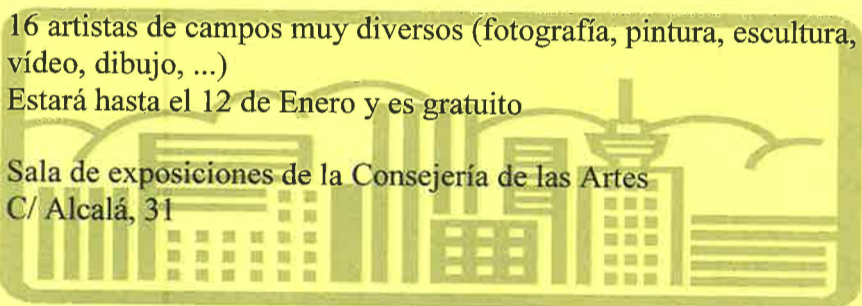 16 artistas de campos muy diversos (fotografía, pintura, escultura,
vídeo, dibujo, ...)
Estará hasta el 12 de Enero y es gratuito
Sala de exposiciones de la Consejería de las Artes
C/ Alcalá, 31